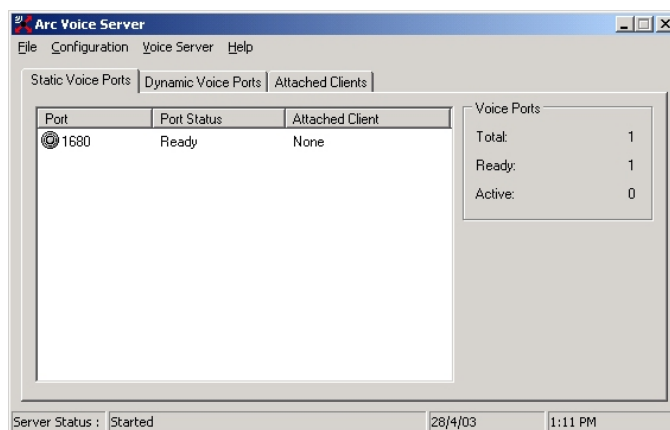 Arc Voice Server
File Configuration Voice Server Help
Static Voice Ports Dynamic Voice Ports Attached Clients
Port Port Status Attached Client
1680 Ready None
Voice Ports
Total: 1
Ready: 1
Active: 0
Server Status : Started 28/4/03 1:11 PM